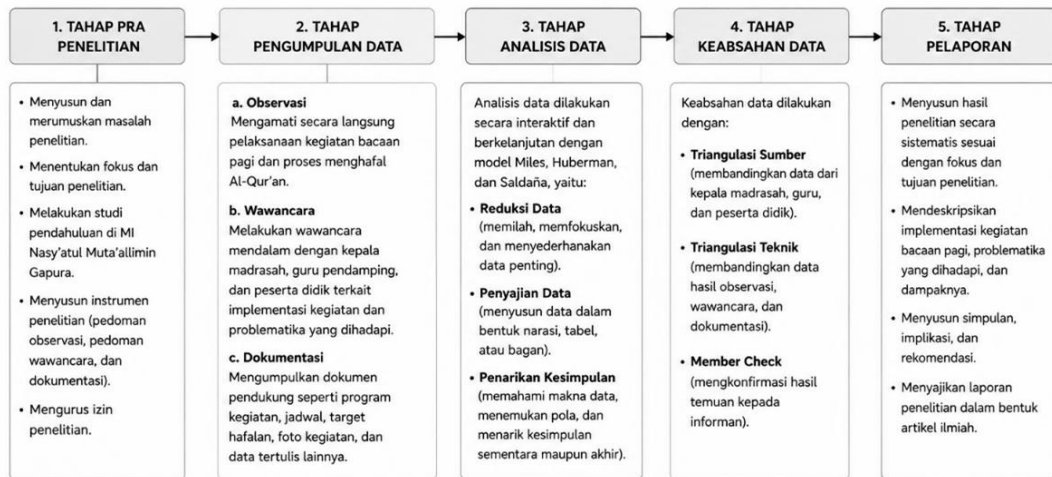 1. TAHAP PRA
PENELITIAN
• Menyusun dan
merumuskan masalah
penelitian.
• Menentukan fokus dan
tujuan penelitian.
• Melakukan studi
pendahuluan di MI
Nasy'atul Muta'allimin
Gapura.
• Menyusun instrumen
penelitian (pedoman
observasi, pedoman
wawancara, dan
dokumentasi).
• Mengurus izin
penelitian.
2. TAHAP
PENGUMPULAN DATA
a. Observasi
Mengamati secara langsung
pelaksanaan kegiatan bacaan
pagi dan proses menghafal
Al-Qur'an.
b. Wawancara
Melakukan wawancara
mendalam dengan kepala
madrasah, guru pendamping,
dan peserta didik terkait
implementasi kegiatan dan
problematika yang dihadapi.
c. Dokumentasi
Mengumpulkan dokumen
pendukung seperti program
kegiatan, jadwal, target
hafalan, foto kegiatan, dan
data tertulis lainnya.
3. TAHAP
ANALISIS DATA
Analisis data dilakukan
secara interaktif dan
berkelanjutan dengan
model Miles, Huberman,
dan Saldaña, yaitu:
• Reduksi Data
(memilah, memfokuskan,
dan menyederhanakan
data penting).
• Penyajian Data
(menyusun data dalam
bentuk narasi, tabel,
atau bagan).
• Penarikan Kesimpulan
(memahami makna data,
menemukan pola, dan
menarik kesimpulan
sementara maupun akhir).
4. TAHAP
KEABSAHAN DATA
Keabsahan data dilakukan
dengan:
• Triangulasi Sumber
(membandingkan data dari
kepala madrasah, guru,
dan peserta didik).
• Triangulasi Teknik
(membandingkan data
hasil observasi,
wawancara, dan
dokumentasi).
• Member Check
(mengkonfirmasi hasil
temuan kepada
informan).
5. TAHAP
PELAPORAN
• Menyusun hasil
penelitian secara
sistematis sesuai
dengan fokus dan
tujuan penelitian.
• Mendeskripsikan
implementasi kegiatan
bacaan pagi, problematika
yang dihadapi, dan
dampaknya.
• Menyusun simpulan,
implikasi, dan
rekomendasi.
• Menyajikan laporan
penelitian dalam bentuk
artikel ilmiah.